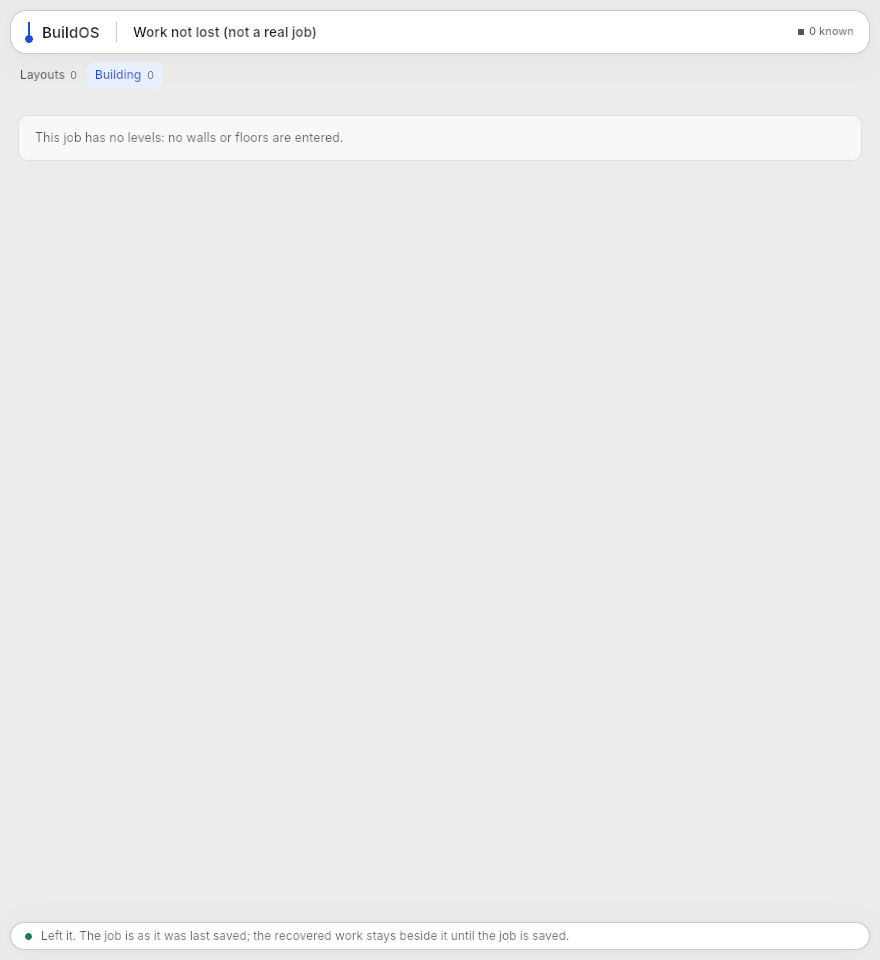 BuildOS
Work not lost (not a real job)
0 known
Layouts 0
Building 0
This job has no levels: no walls or floors are entered.
Left it. The job is as it was last saved; the recovered work stays beside it until the job is saved.